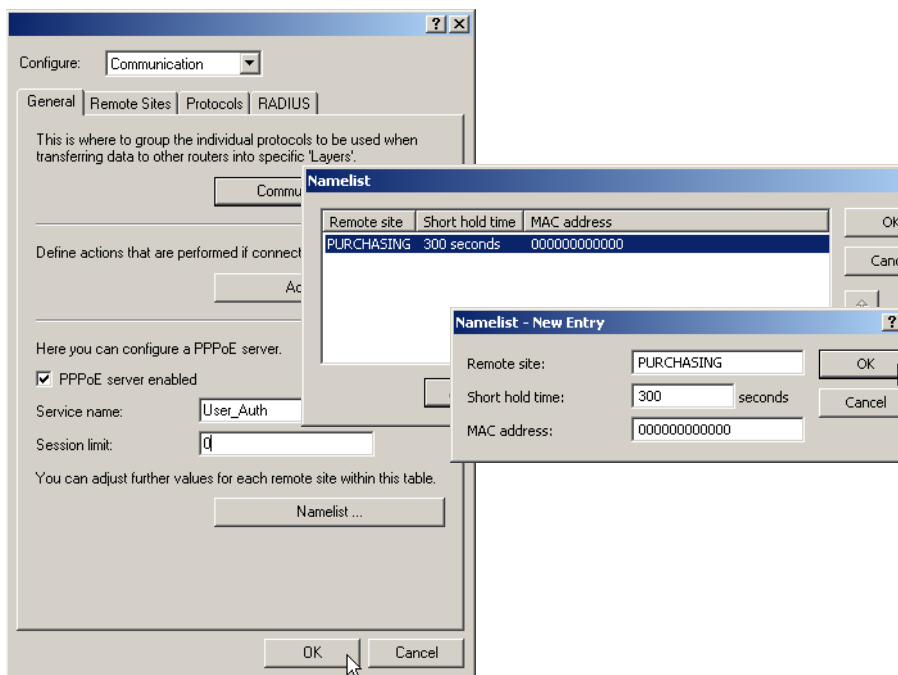 Configure: Communication
General Remote Sites Protocols RADIUS
This is where to group the individual protocols to be used when
transferring data to other routers into specific 'Layers'.
Define actions that are performed if connect
Here you can configure a PPPoE server.
PPPoE server enabled
Service name: User_Auth
Session limit: 0
You can adjust further values for each remote site within this table.
Namelist ...
OK Cancel
Namelist
Remote site Short hold time MAC address
PURCHASING 300 seconds 000000000000
OK
Namelist - New Entry
Remote site: PURCHASING
Short hold time: 300 seconds
MAC address: 000000000000
OK
Cancel